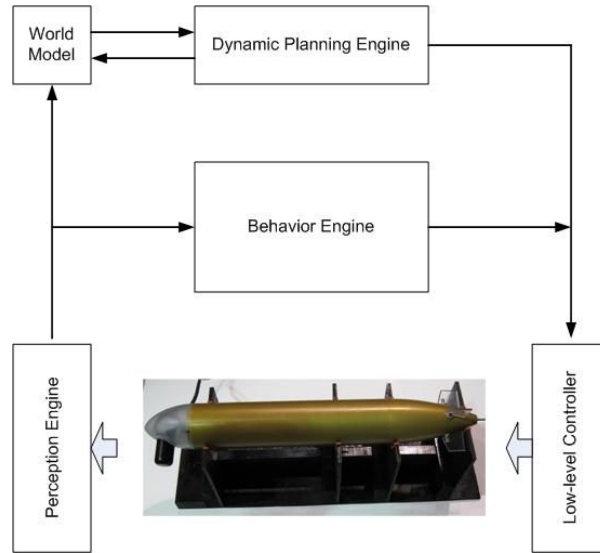 World
Model
Dynamic Planning Engine
Behavior Engine
Perception Engine
Low-level Controller